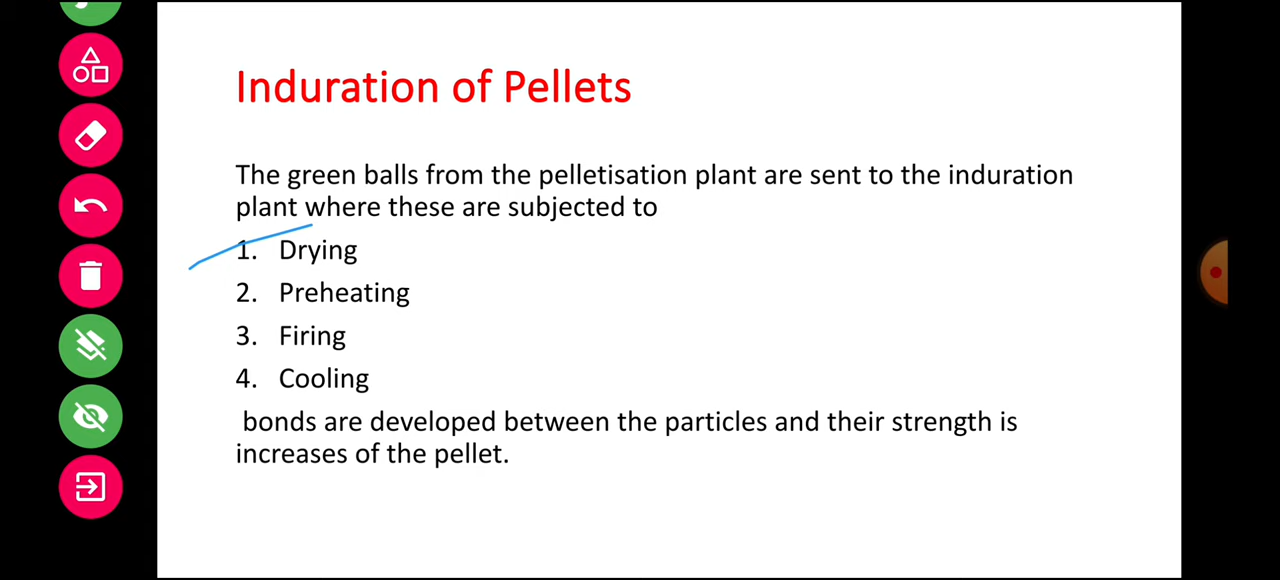 Induration of Pellets
The green balls from the pelletisation plant are sent to the induration
plant where these are subjected to
1. Drying
2. Preheating
3. Firing
4. Cooling
bonds are developed between the particles and their strength is
increases of the pellet.